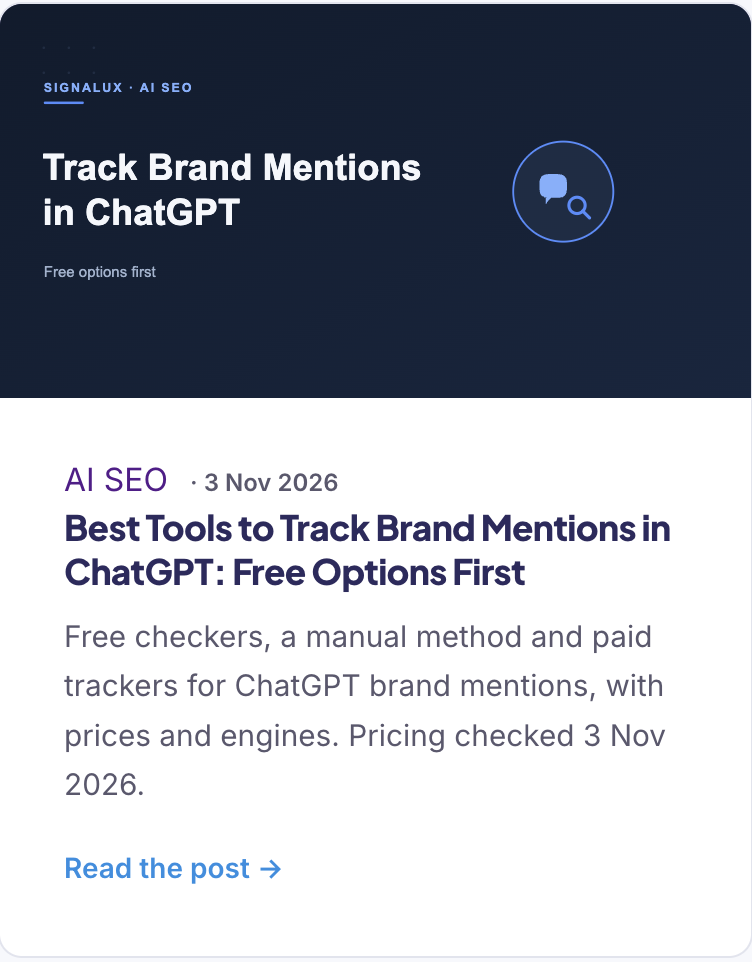 SIGNALUX · AI SEO
Track Brand Mentions
in ChatGPT
Free options first
AI SEO · 3 Nov 2026
Best Tools to Track Brand Mentions in
ChatGPT: Free Options First
Free checkers, a manual method and paid
trackers for ChatGPT brand mentions, with
prices and engines. Pricing checked 3 Nov
2026.
Read the post →